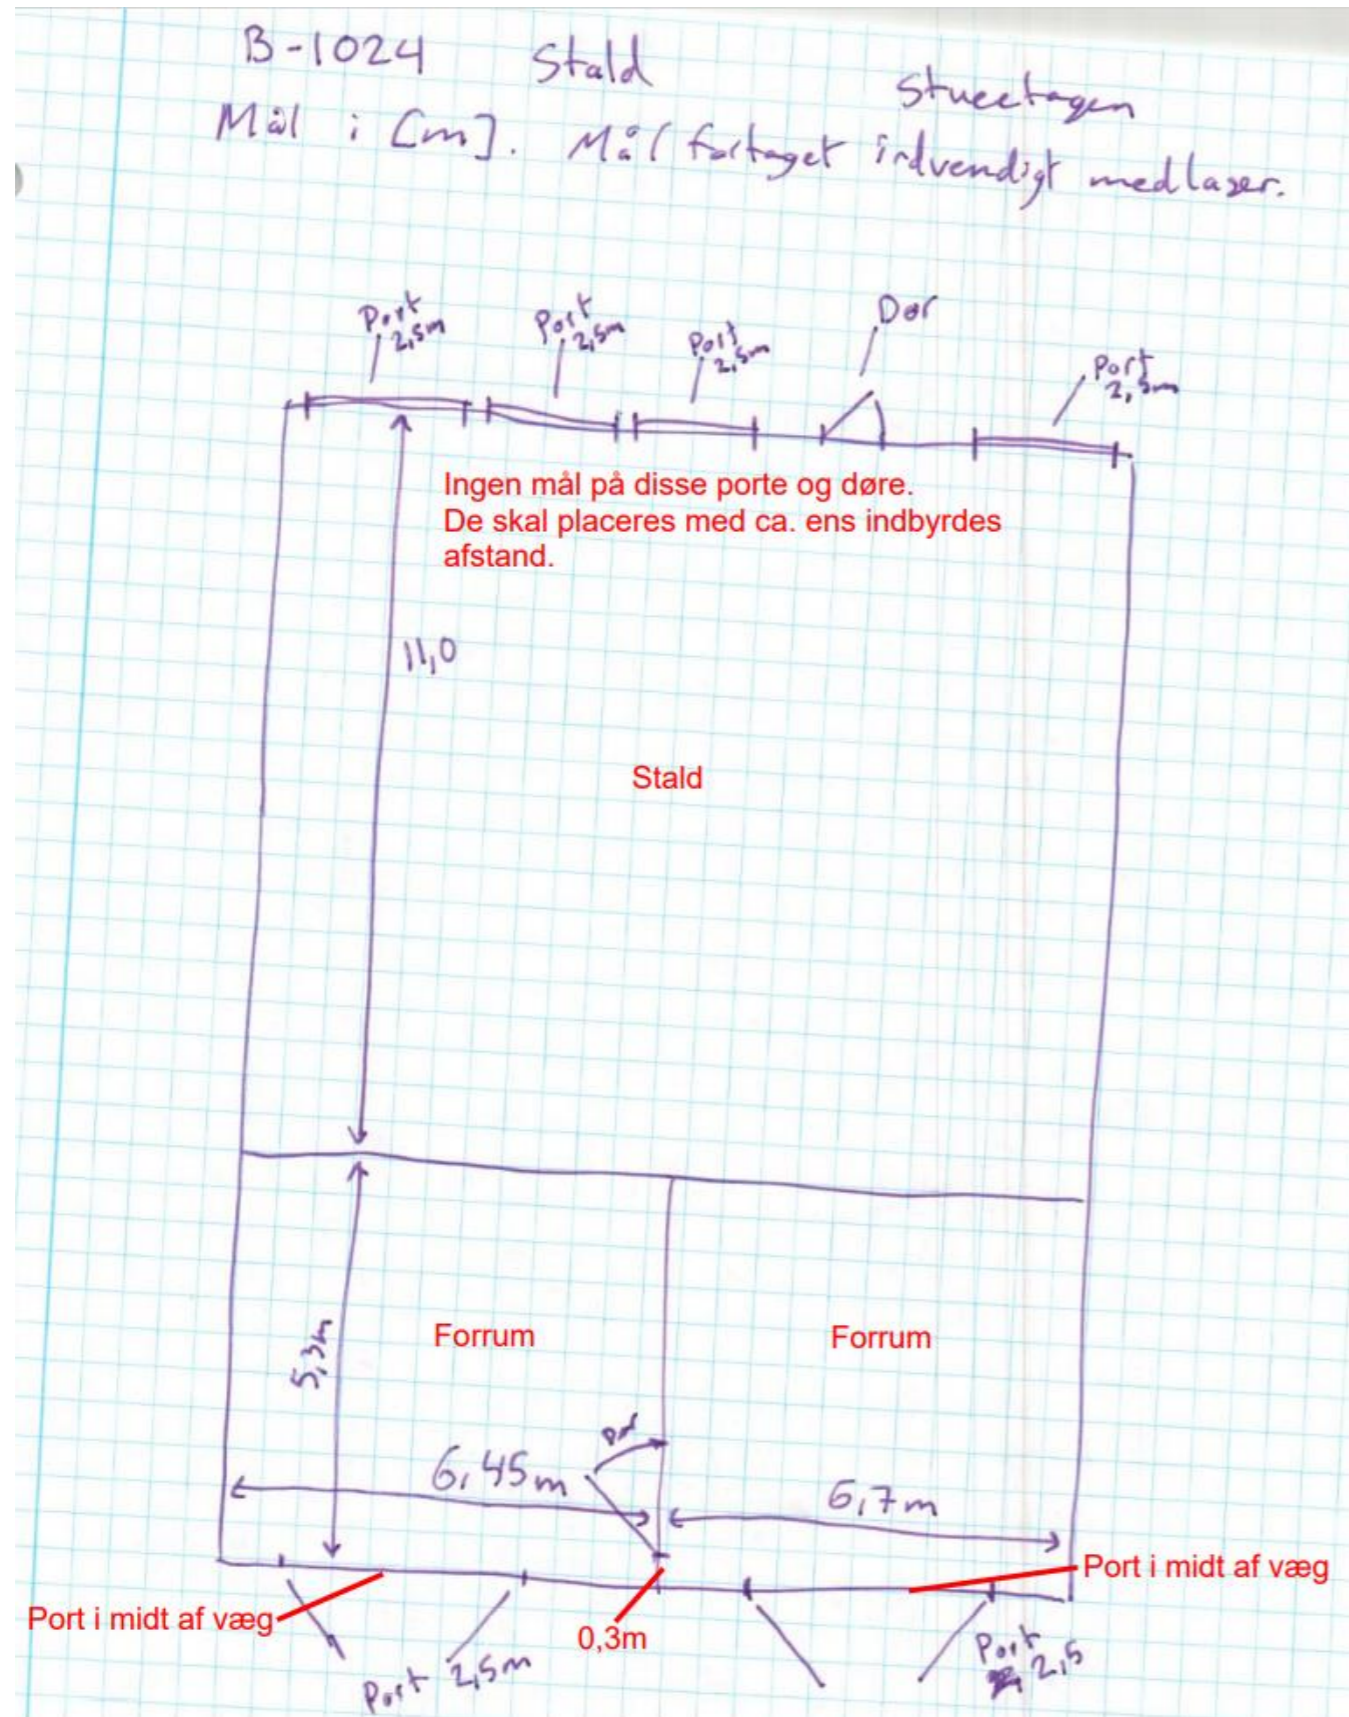 B-1024 Stald Stueetagen
Mål i [m]. Mål fortaget indvendigt med laser.
Port
2,5m
Port
2,5m
Port
2,5m
Dør
Port
2,5m
Ingen mål på disse porte og døre.
De skal placeres med ca. ens indbyrdes
afstand.
11,0
Stald
Forrum
Forrum
5,3m
6,45m
6,7m
Port i midt af væg
Port i midt af væg
0,3m
Port 2,5m
Port
2,5